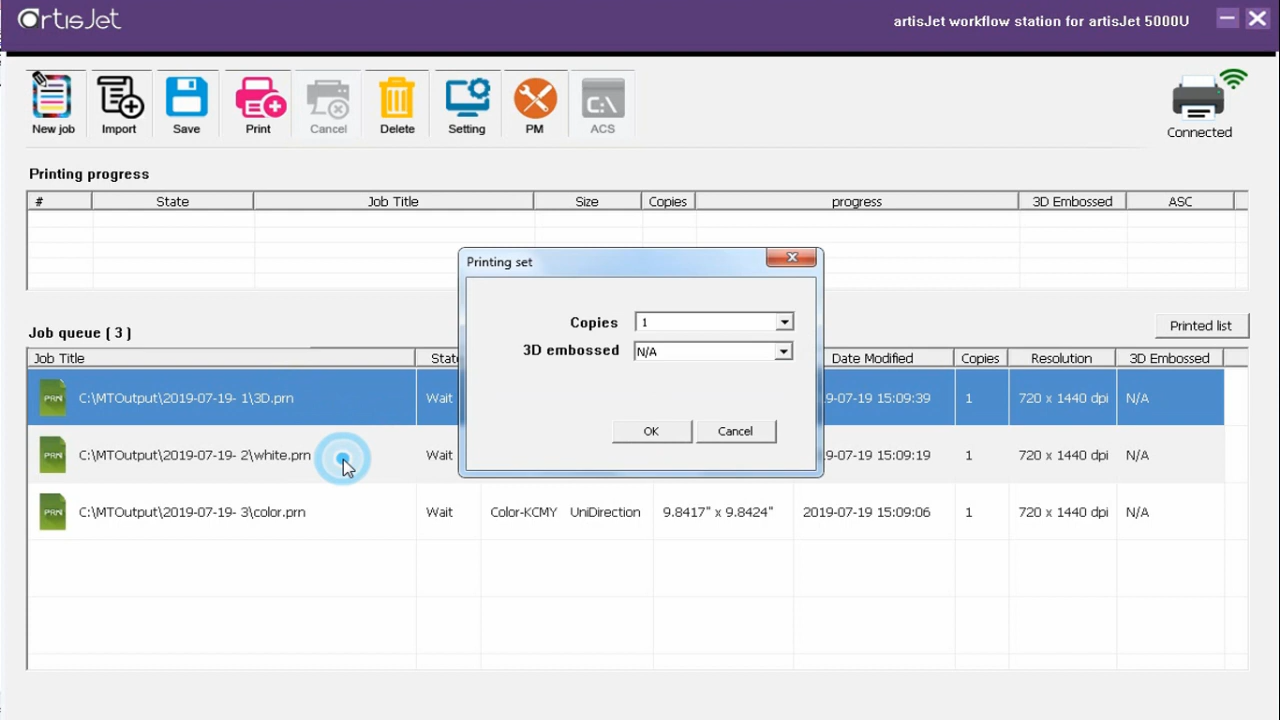 artisJet
artisJet workflow station for artisJet 5000U
New job Import Save Print Cancel Delete Setting PM ACS
C:\
Connected
Printing progress
# State Job Title Size Copies progress 3D Embossed ASC
Printing set
Copies 1
3D embossed N/A
OK Cancel
Job queue ( 3 )
Printed list
Job Title State Date Modified Copies Resolution 3D Embossed
PRN C:\MTOutput\2019-07-19- 1\3D.prn Wait 9-07-19 15:09:39 1 720 x 1440 dpi N/A
PRN C:\MTOutput\2019-07-19- 2\white.prn Wait 9-07-19 15:09:19 1 720 x 1440 dpi N/A
PRN C:\MTOutput\2019-07-19- 3\color.prn Wait Color-KCMY UniDirection 9.8417" x 9.8424" 2019-07-19 15:09:06 1 720 x 1440 dpi N/A